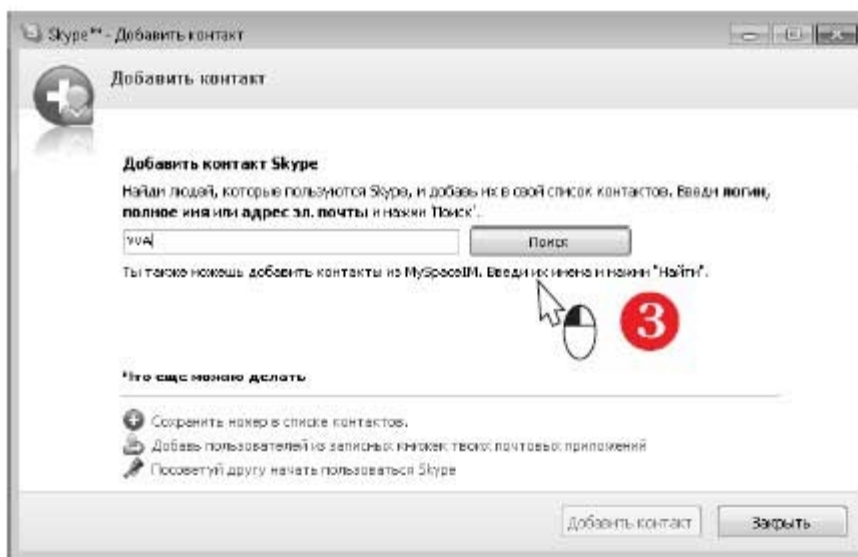 Skype™ - Добавить контакт
Добавить контакт
Добавить контакт Skype
Найди людей, которые пользуются Skype, и добавь их в свой список контактов. Введи логин,
полное имя или адрес эл. почты и нажми 'Поиск'.
Поиск
Ты также можешь добавить контакты из MySpaceIM. Введи их имена и нажми "Найти".
3
Что еще можно делать
Сохранить номер в списке контактов.
Добавь пользователей из записных книжек твоих почтовых приложений
Посоветуй другу начать пользоваться Skype
Добавить контакт
Закрыть